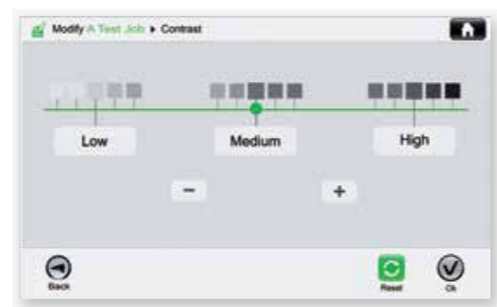 Modify A Test Job ▸ Contrast
Low Medium High
− +
Back Reset Ok